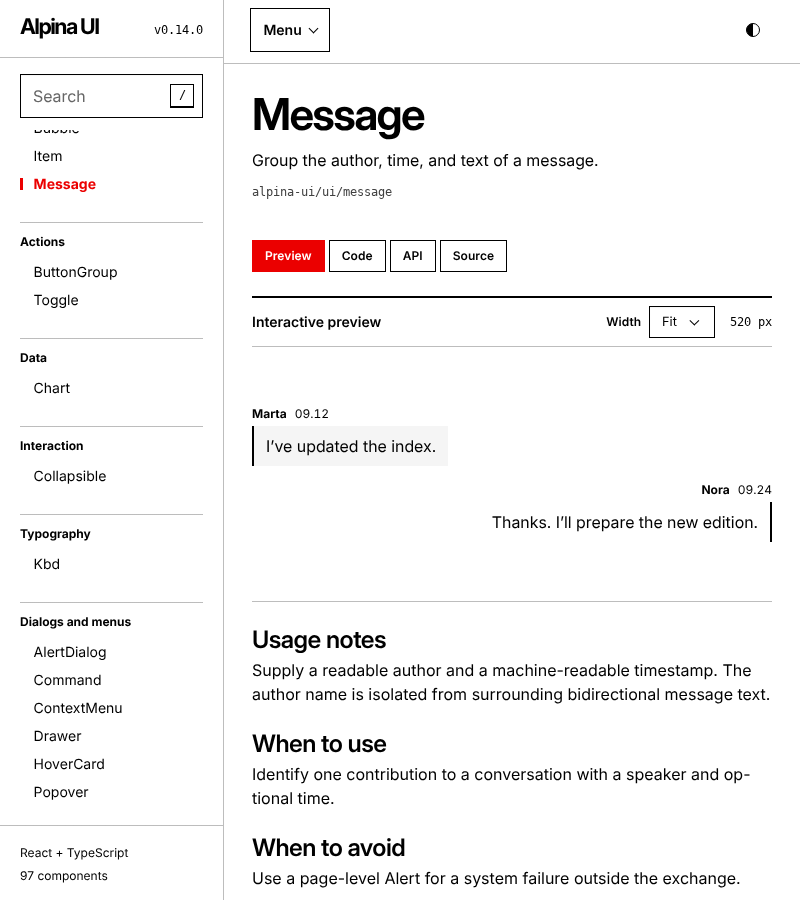 Alpina UI
v0.14.0
Search
/
Bubble
Item
Message
Actions
ButtonGroup
Toggle
Data
Chart
Interaction
Collapsible
Typography
Kbd
Dialogs and menus
AlertDialog
Command
ContextMenu
Drawer
HoverCard
Popover
React + TypeScript
97 components
Menu
Message
Group the author, time, and text of a message.
alpina-ui/ui/message
Preview
Code
API
Source
Interactive preview
Width
Fit
520 px
Marta 09.12
I’ve updated the index.
Nora 09.24
Thanks. I’ll prepare the new edition.
Usage notes
Supply a readable author and a machine-readable timestamp. The
author name is isolated from surrounding bidirectional message text.
When to use
Identify one contribution to a conversation with a speaker and op-
tional time.
When to avoid
Use a page-level Alert for a system failure outside the exchange.